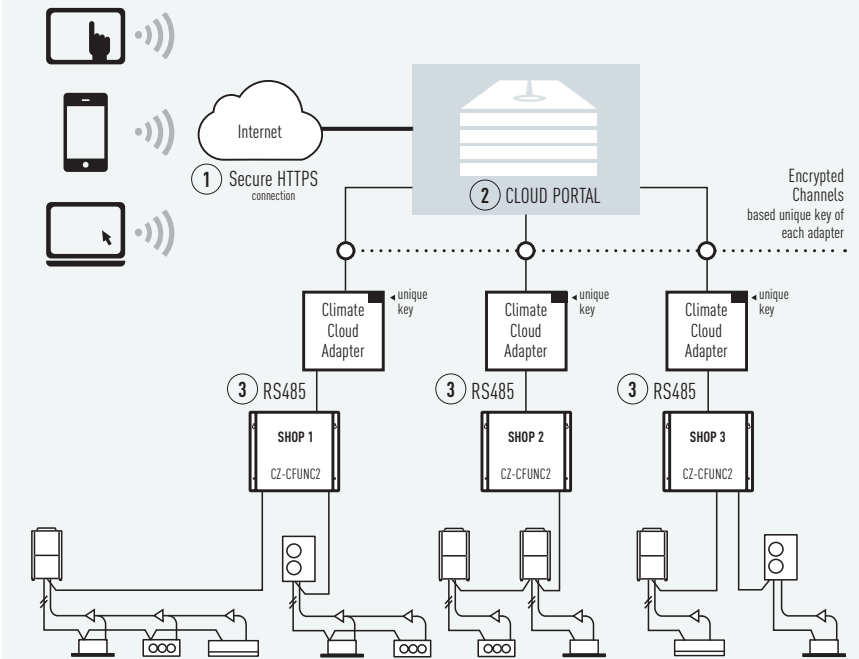 Internet
1 Secure HTTPS
connection
2 CLOUD PORTAL
Encrypted
Channels
based unique key of
each adapter
Climate
Cloud
Adapter
unique
key
Climate
Cloud
Adapter
unique
key
Climate
Cloud
Adapter
unique
key
3 RS485
3 RS485
3 RS485
SHOP 1
CZ-CFUNC2
SHOP 2
CZ-CFUNC2
SHOP 3
CZ-CFUNC2